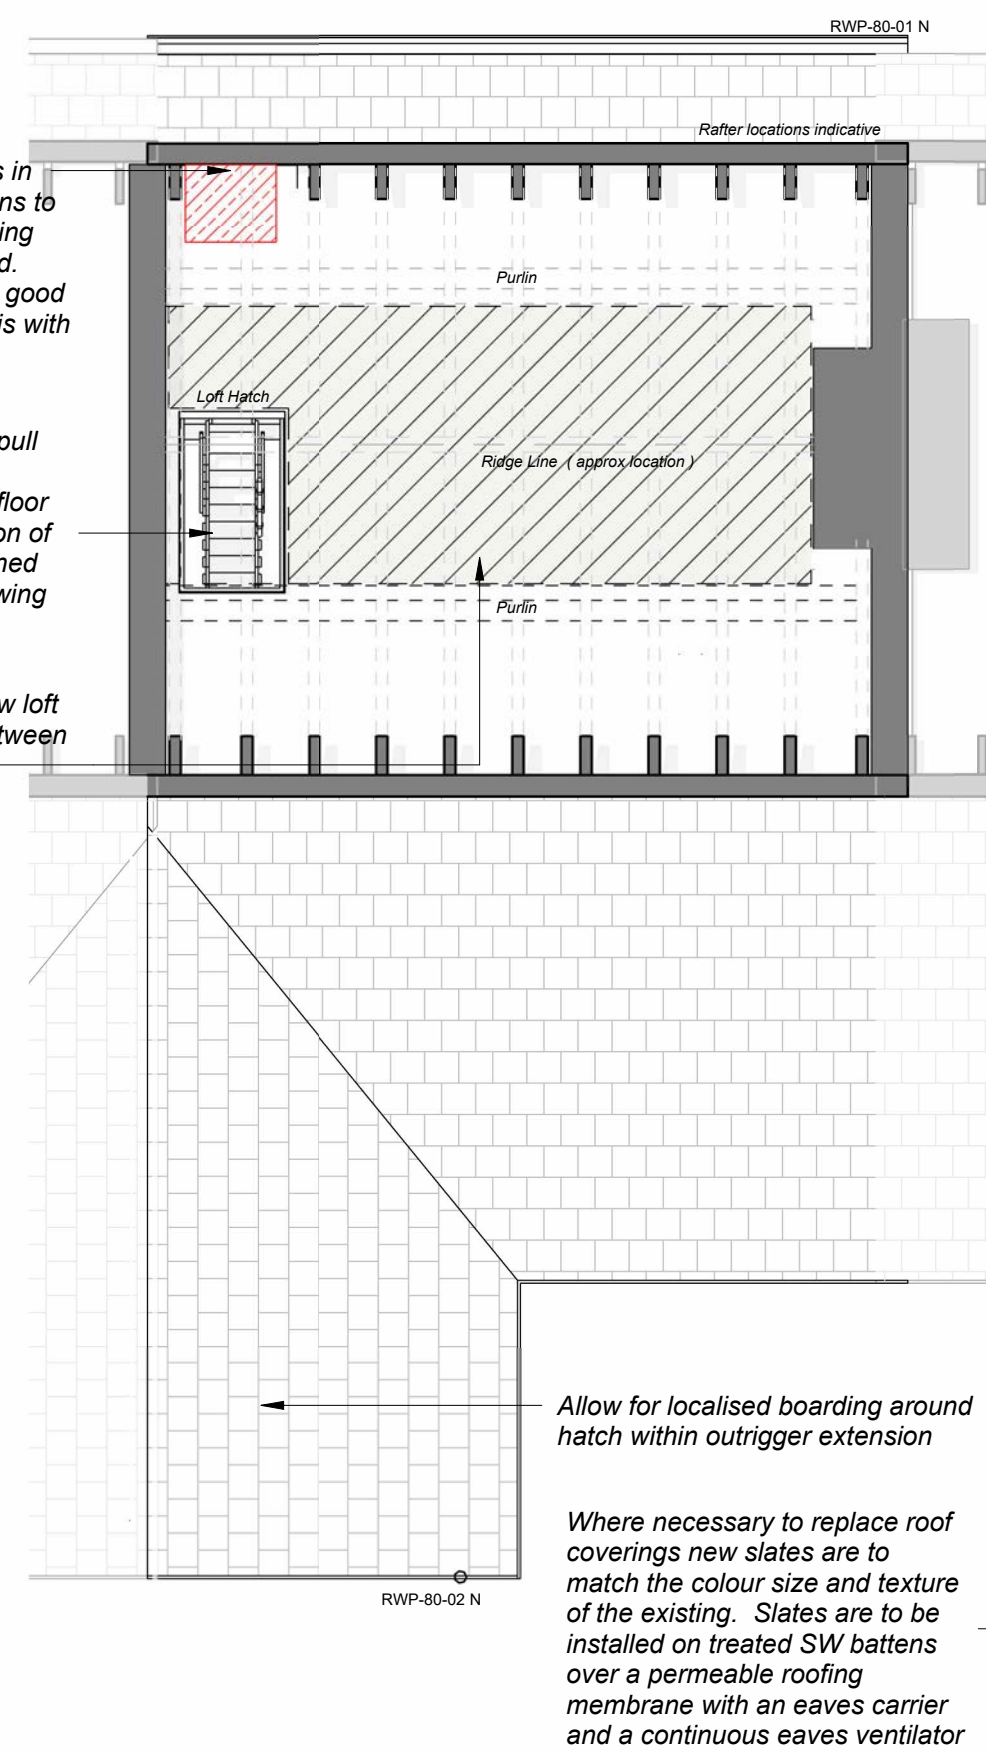 RWP-80-01 N
Rafter locations indicative
s in
ns to
ing
d.
good
is with
Purlin
Loft Hatch
pull
Ridge Line ( approx location )
floor
on of
ned
wing
Purlin
w loft
tween
Allow for localised boarding around
hatch within outrigger extension
Where necessary to replace roof
coverings new slates are to
match the colour size and texture
of the existing. Slates are to be
installed on treated SW battens
over a permeable roofing
membrane with an eaves carrier
and a continuous eaves ventilator
RWP-80-02 N